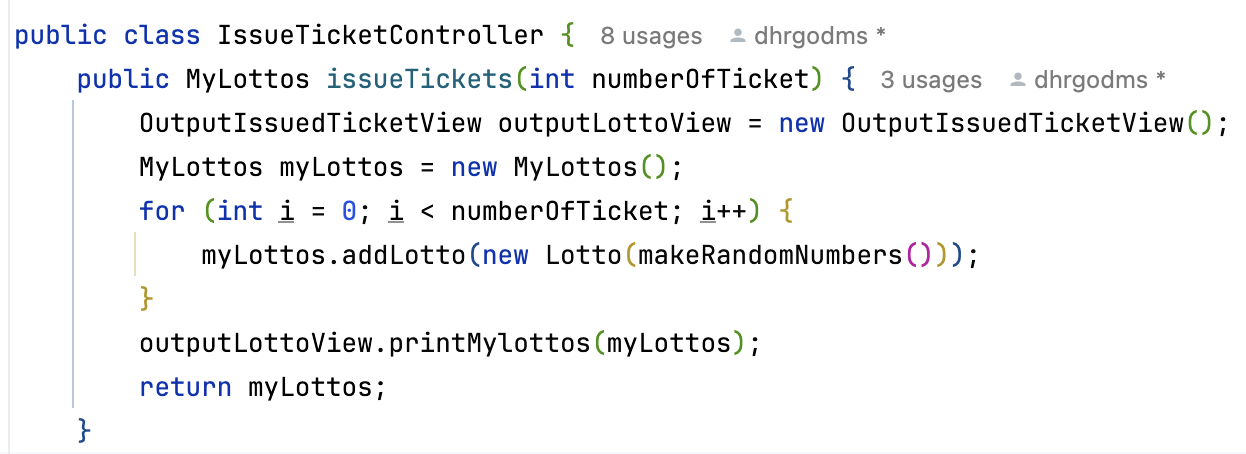 public class IssueTicketController { 8 usages dhrgodms *
public MyLottos issueTickets(int numberOfTicket) { 3 usages dhrgodms *
OutputIssuedTicketView outputLottoView = new OutputIssuedTicketView();
MyLottos myLottos = new MyLottos();
for (int i = 0; i < numberOfTicket; i++) {
myLottos.addLotto(new Lotto(makeRandomNumbers()));
}
outputLottoView.printMylottos(myLottos);
return myLottos;
}